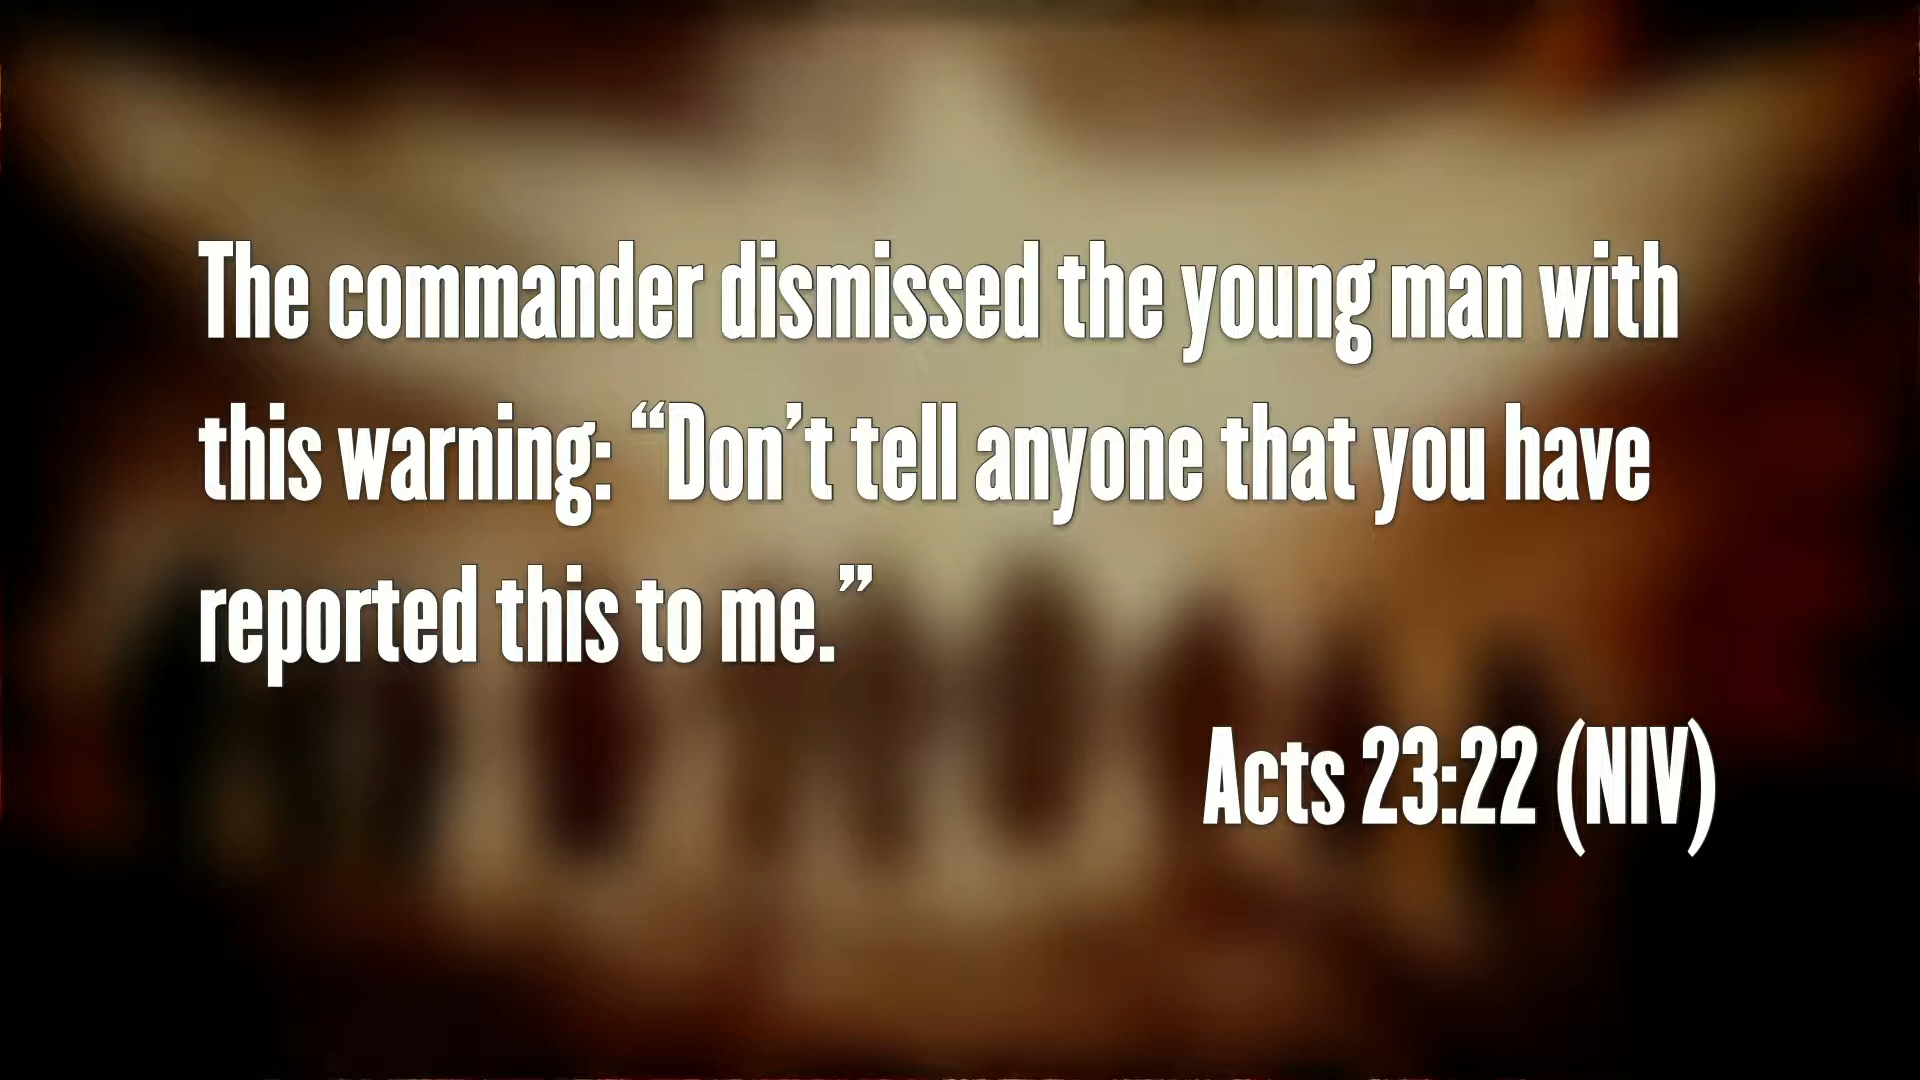 The commander dismissed the young man with
this warning: “Don’t tell anyone that you have
reported this to me.”
Acts 23:22 (NIV)